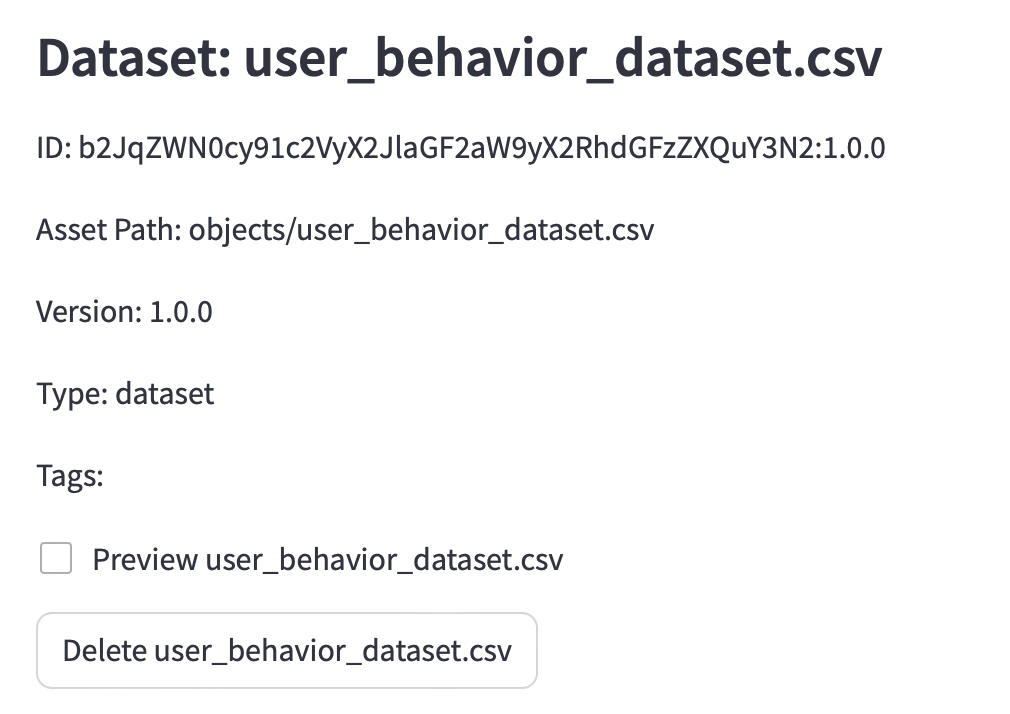 Dataset: user_behavior_dataset.csv
ID: b2JqZWN0cy91c2VyX2JlaGF2aW9yX2RhdGFzZXQuY3N2:1.0.0
Asset Path: objects/user_behavior_dataset.csv
Version: 1.0.0
Type: dataset
Tags:
Preview user_behavior_dataset.csv
Delete user_behavior_dataset.csv